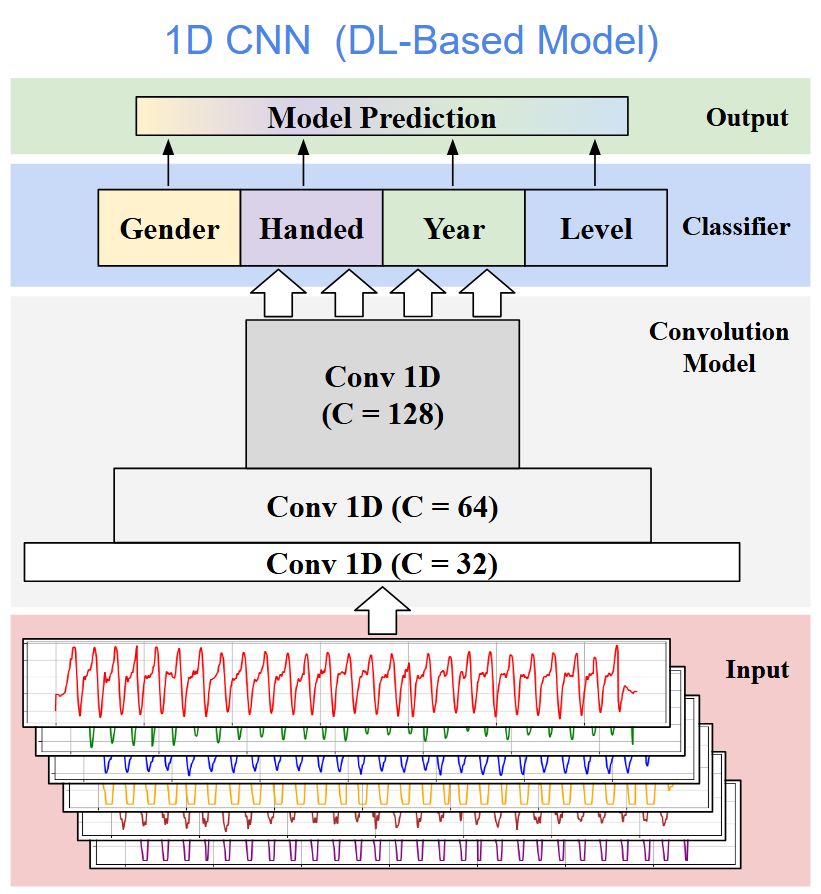 1D CNN (DL-Based Model)
Model Prediction
Output
Gender Handed Year Level
Classifier
Convolution
Model
Conv 1D
(C = 128)
Conv 1D (C = 64)
Conv 1D (C = 32)
Input